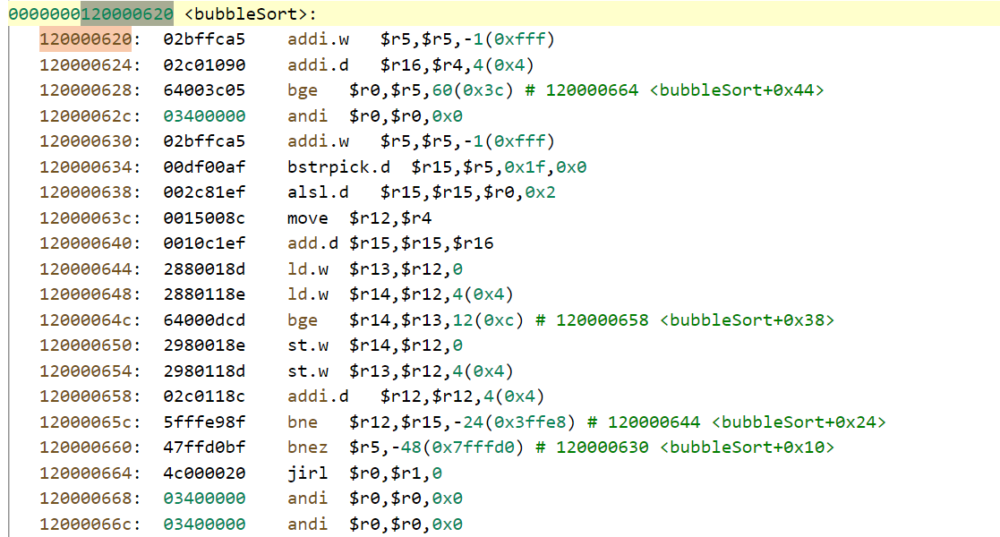 0000000120000620 <bubbleSort>:
120000620: 02bffca5 addi.w $r5,$r5,-1(0xfff)
120000624: 02c01090 addi.d $r16,$r4,4(0x4)
120000628: 64003c05 bge $r0,$r5,60(0x3c) # 120000664 <bubbleSort+0x44>
12000062c: 03400000 andi $r0,$r0,0x0
120000630: 02bffca5 addi.w $r5,$r5,-1(0xfff)
120000634: 00df00af bstrpick.d $r15,$r5,0x1f,0x0
120000638: 002c81ef alsl.d $r15,$r15,$r0,0x2
12000063c: 0015008c move $r12,$r4
120000640: 0010c1ef add.d $r15,$r15,$r16
120000644: 2880018d ld.w $r13,$r12,0
120000648: 2880118e ld.w $r14,$r12,4(0x4)
12000064c: 64000dcd bge $r14,$r13,12(0xc) # 120000658 <bubbleSort+0x38>
120000650: 2980018e st.w $r14,$r12,0
120000654: 2980118d st.w $r13,$r12,4(0x4)
120000658: 02c0118c addi.d $r12,$r12,4(0x4)
12000065c: 5fffe98f bne $r12,$r15,-24(0x3ffe8) # 120000644 <bubbleSort+0x24>
120000660: 47ffd0bf bnez $r5,-48(0x7fffd0) # 120000630 <bubbleSort+0x10>
120000664: 4c000020 jirl $r0,$r1,0
120000668: 03400000 andi $r0,$r0,0x0
12000066c: 03400000 andi $r0,$r0,0x0